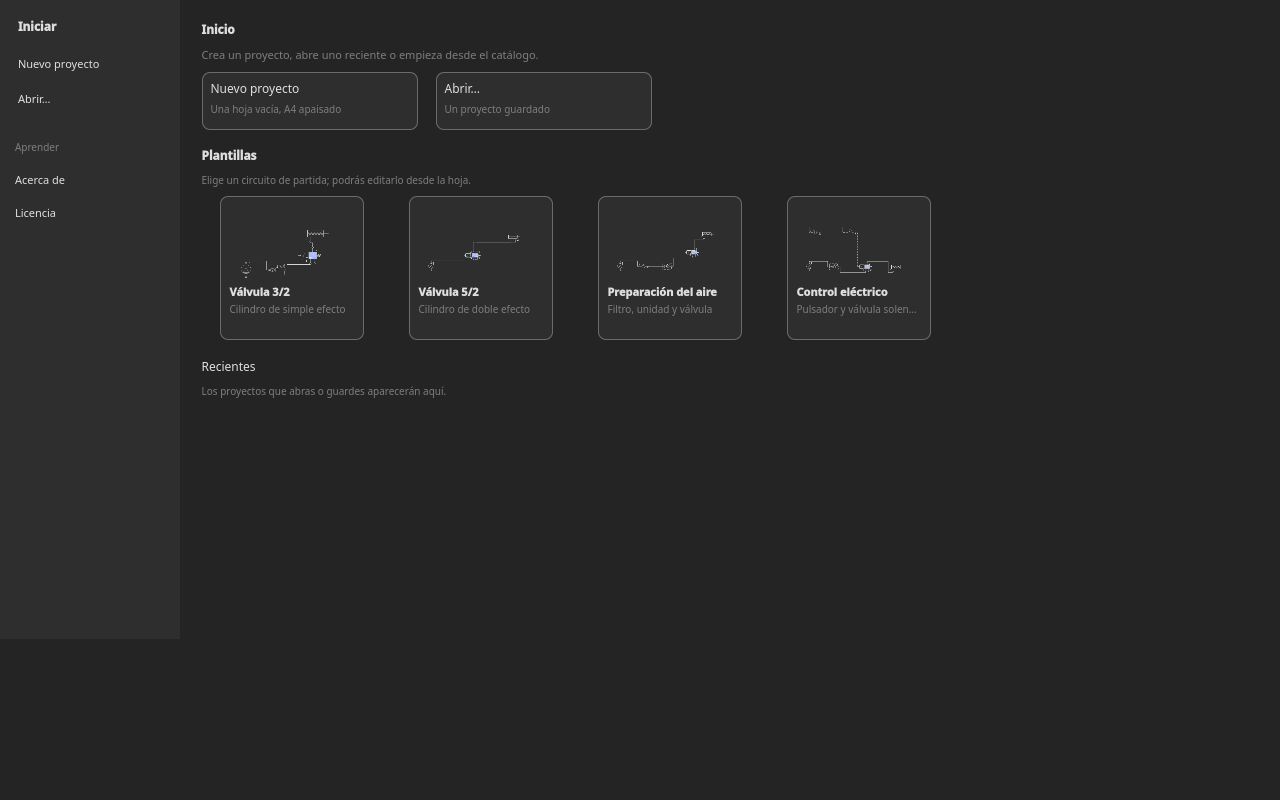 Iniciar
Nuevo proyecto
Abrir...
Aprender
Acerca de
Licencia
Inicio
Crea un proyecto, abre uno reciente o empieza desde el catálogo.
Nuevo proyecto
Una hoja vacía, A4 apaisado
Abrir...
Un proyecto guardado
Plantillas
Elige un circuito de partida; podrás editarlo desde la hoja.
Válvula 3/2
Cilindro de simple efecto
Válvula 5/2
Cilindro de doble efecto
Preparación del aire
Filtro, unidad y válvula
Control eléctrico
Pulsador y válvula solen...
Recientes
Los proyectos que abras o guardes aparecerán aquí.